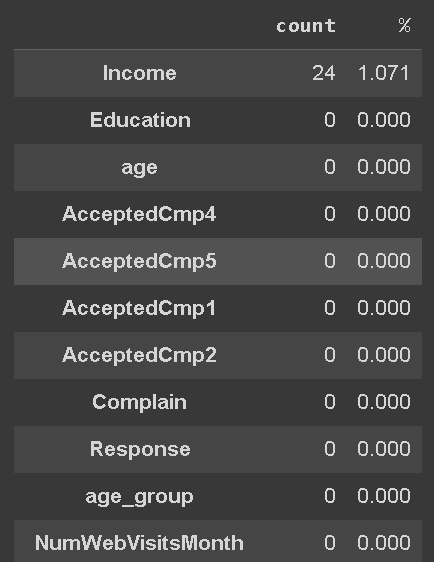 count %
Income 24 1.071
Education 0 0.000
age 0 0.000
AcceptedCmp4 0 0.000
AcceptedCmp5 0 0.000
AcceptedCmp1 0 0.000
AcceptedCmp2 0 0.000
Complain 0 0.000
Response 0 0.000
age_group 0 0.000
NumWebVisitsMonth 0 0.000